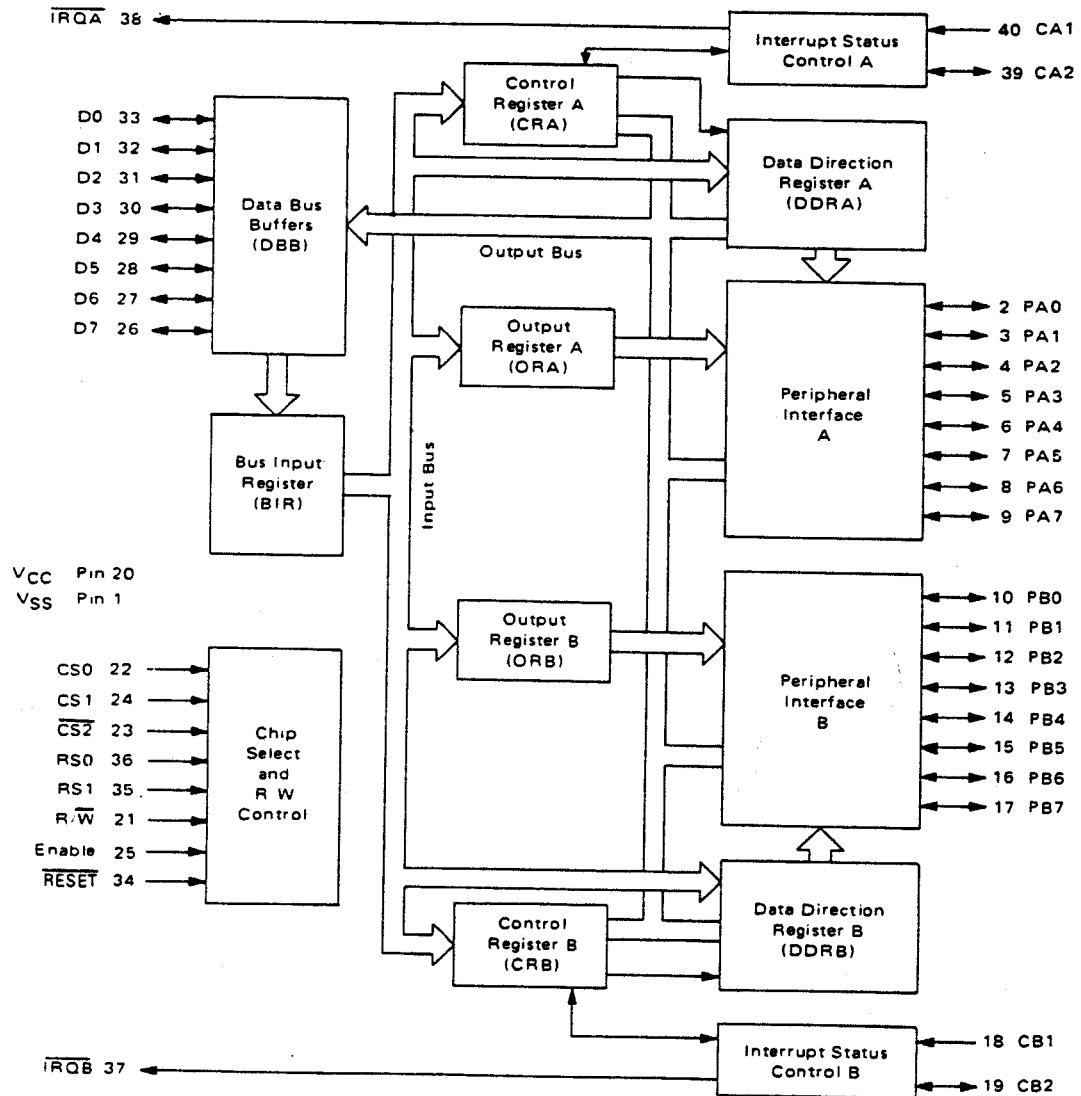 IRQA 38
Interrupt Status
Control A
40 CA1
39 CA2
Control
Register A
(CRA)
D0 33
D1 32
D2 31
D3 30
D4 29
D5 28
D6 27
D7 26
Data Bus
Buffers
(DBB)
Data Direction
Register A
(DDRA)
Output Bus
Output
Register A
(ORA)
Peripheral
Interface
A
2 PA0
3 PA1
4 PA2
5 PA3
6 PA4
7 PA5
8 PA6
9 PA7
Bus Input
Register
(BIR)
Input Bus
VCC Pin 20
VSS Pin 1
Output
Register B
(ORB)
Peripheral
Interface
B
10 PB0
11 PB1
12 PB2
13 PB3
14 PB4
15 PB5
16 PB6
17 PB7
CS0 22
CS1 24
CS2 23
RS0 36
RS1 35
R/W 21
Enable 25
RESET 34
Chip
Select
and
R W
Control
Control
Register B
(CRB)
Data Direction
Register B
(DDRB)
IRQB 37
Interrupt Status
Control B
18 CB1
19 CB2